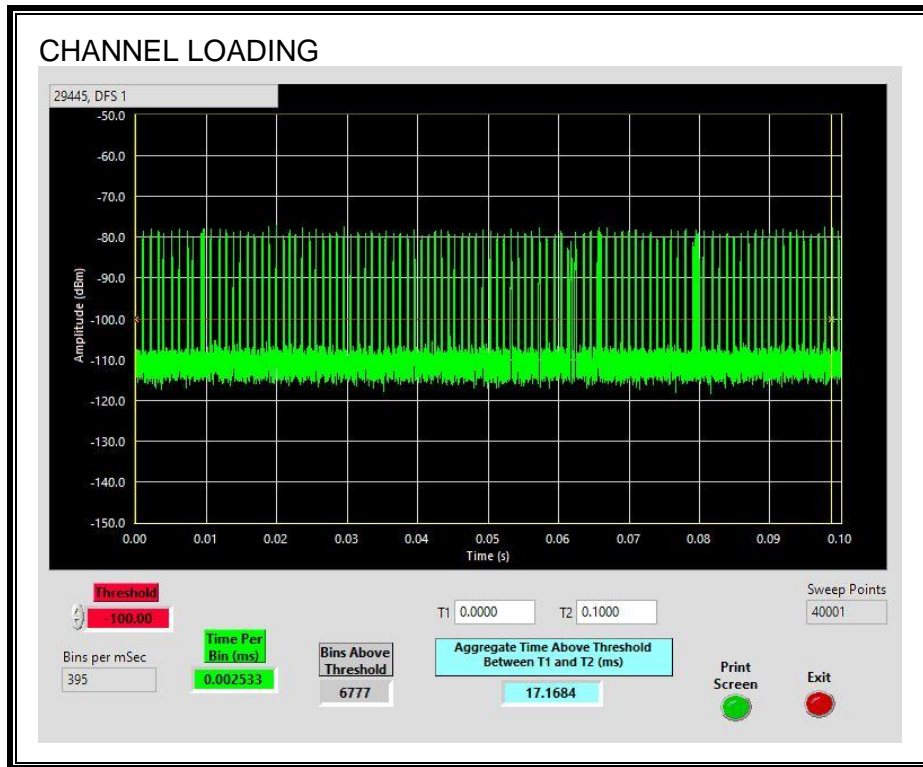 CHANNEL LOADING
29445, DFS 1
-50.0
-60.0
-70.0
-80.0
-90.0
-100.0
-110.0
-120.0
-130.0
-140.0
-150.0
Amplitude (dBm)
0.00 0.01 0.02 0.03 0.04 0.05 0.06 0.07 0.08 0.09 0.10
Time (s)
Threshold
-100.00
Bins per mSec
395
Time Per
Bin (ms)
0.002533
Bins Above
Threshold
6777
T1 0.0000 T2 0.1000
Aggregate Time Above Threshold
Between T1 and T2 (ms)
17.1684
Sweep Points
40001
Print
Screen
Exit